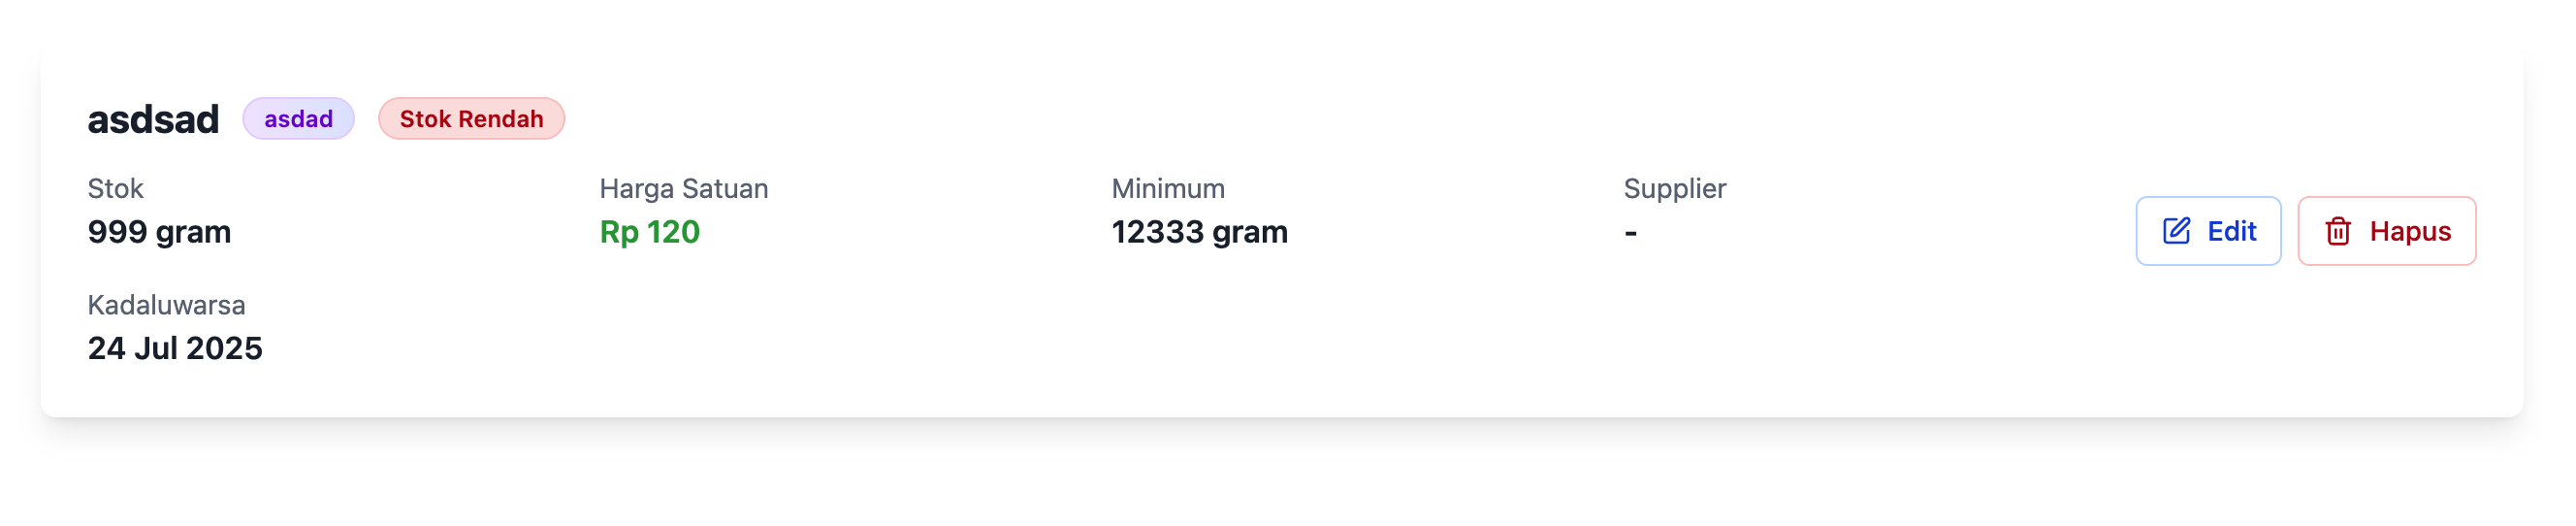 asdsad asdad Stok Rendah
Stok Harga Satuan Minimum Supplier
999 gram Rp 120 12333 gram -
Edit Hapus
Kadaluwarsa
24 Jul 2025